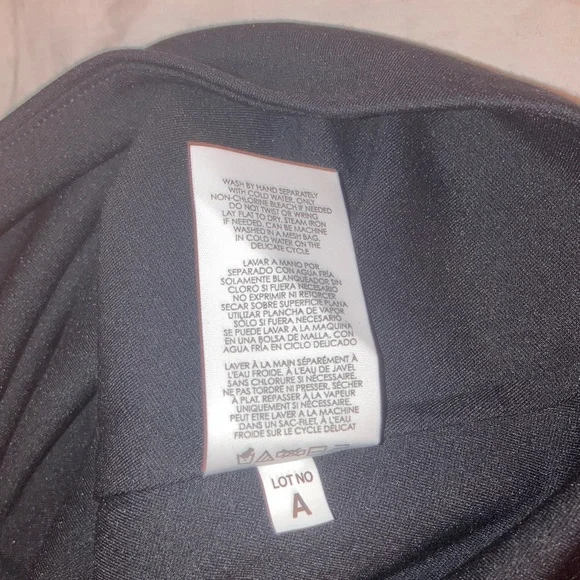 WASH BY HAND SEPARATELY
WITH COLD WATER, ONLY
NON-CHLORINE BLEACH IF NEEDED
DO NOT TWIST OR WRING
LAY FLAT TO DRY, STEAM IRON
IF NEEDED, CAN BE MACHINE
WASHED IN A MESH BAG,
IN COLD WATER ON THE
DELICATE CYCLE
LAVAR A MANO POR
SEPARADO CON AGUA FRÍA
SOLAMENTE BLANQUEADOR SIN
CLORO SI FUERA NECESARIO
NO EXPRIMIR NI RETORCER
SECAR SOBRE SUPERFICIE PLANA
UTILIZAR PLANCHA DE VAPOR
SÓLO SI FUERA NECESARIO
SE PUEDE LAVAR A LA MAQUINA
EN UNA BOLSA DE MALLA, CON
AGUA FRÍA EN CICLO DELICADO
LAVER À LA MAIN SÉPARÉMENT À
L'EAU FROIDE, À L'EAU DE JAVEL
SANS CHLORURE SI NÉCESSAIRE,
NE PAS TORDRE NI PRESSER, SÉCHER
À PLAT, REPASSER À LA VAPEUR
UNIQUEMENT SI NÉCESSAIRE,
PEUT ÊTRE LAVER A LA MACHINE
DANS UN SAC-FILET, À L'EAU
FROIDE SUR LE CYCLE DÉLICAT
LOT NO
A